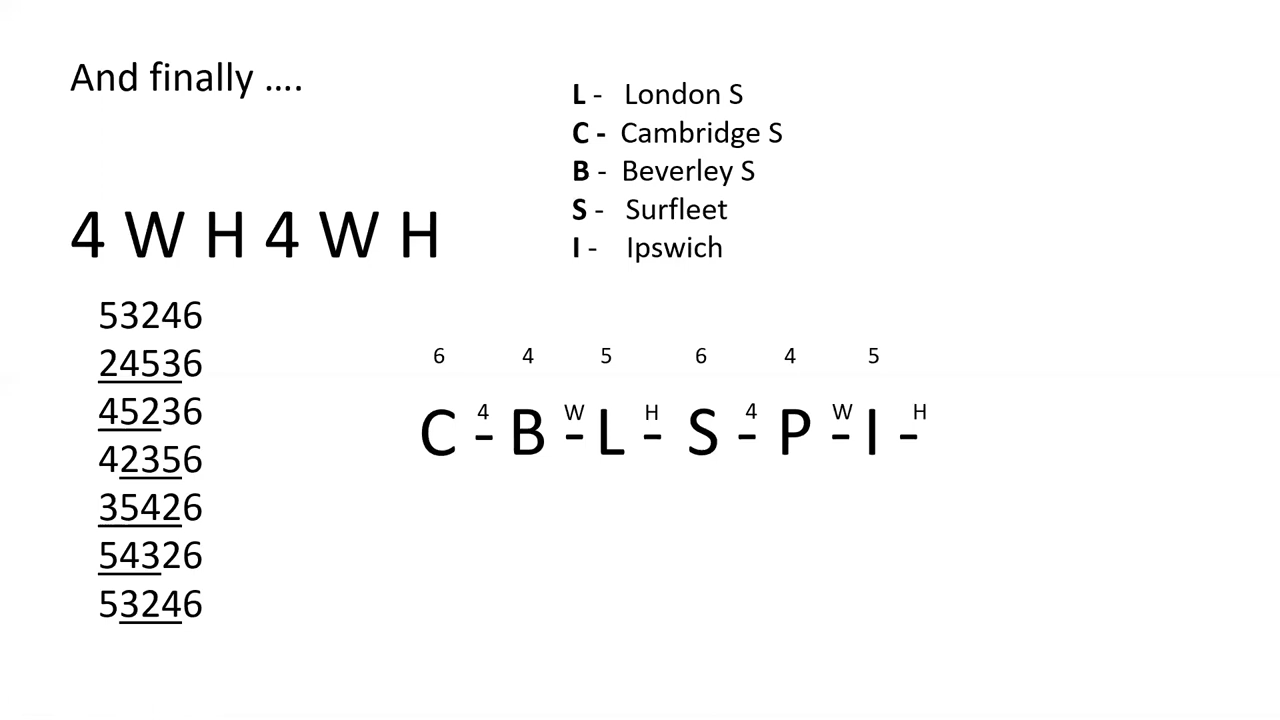 And finally ....
L - London S
C - Cambridge S
B - Beverley S
S - Surfleet
I - Ipswich
4 W H 4 W H
53246
24536
45236
42356
35426
54326
53246
6 4 5 6 4 5
C - 4 B - W L - H S - 4 P - W I - H